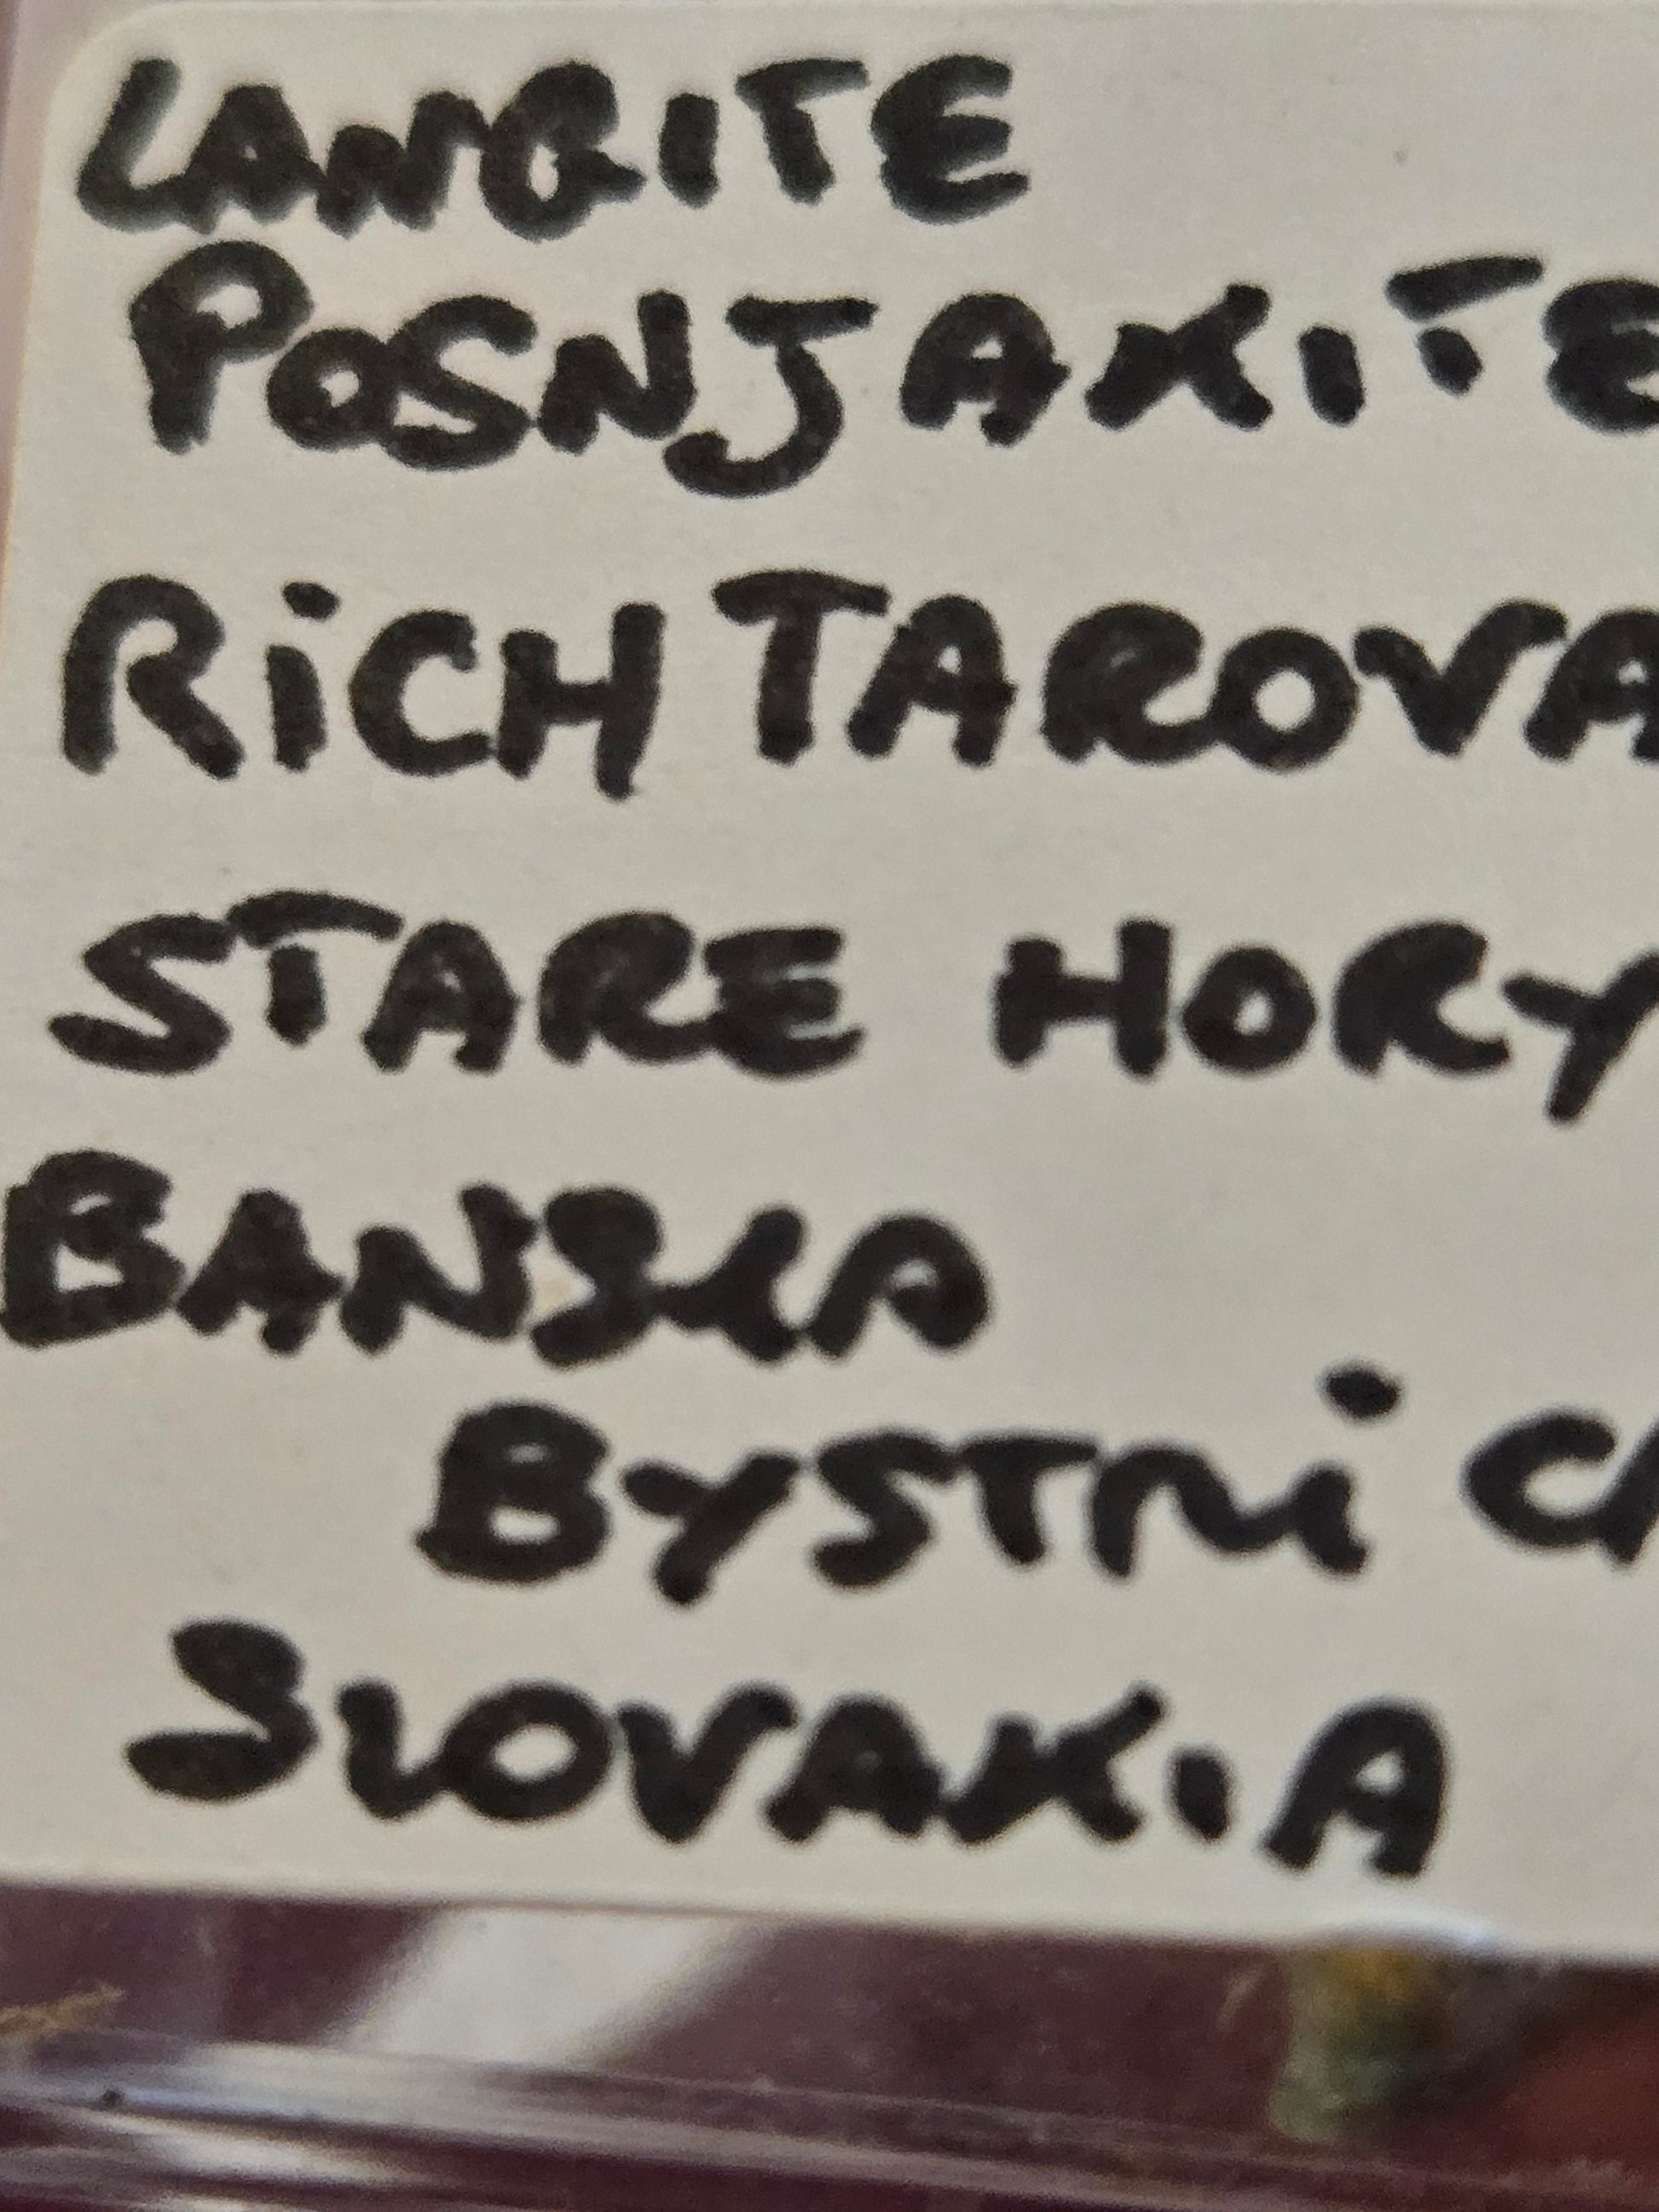 LANGITE
POSNJAKITE
RiCHTAROVA
STARE HORY
BANSKA
BYSTRiCA
SLOVAKIA